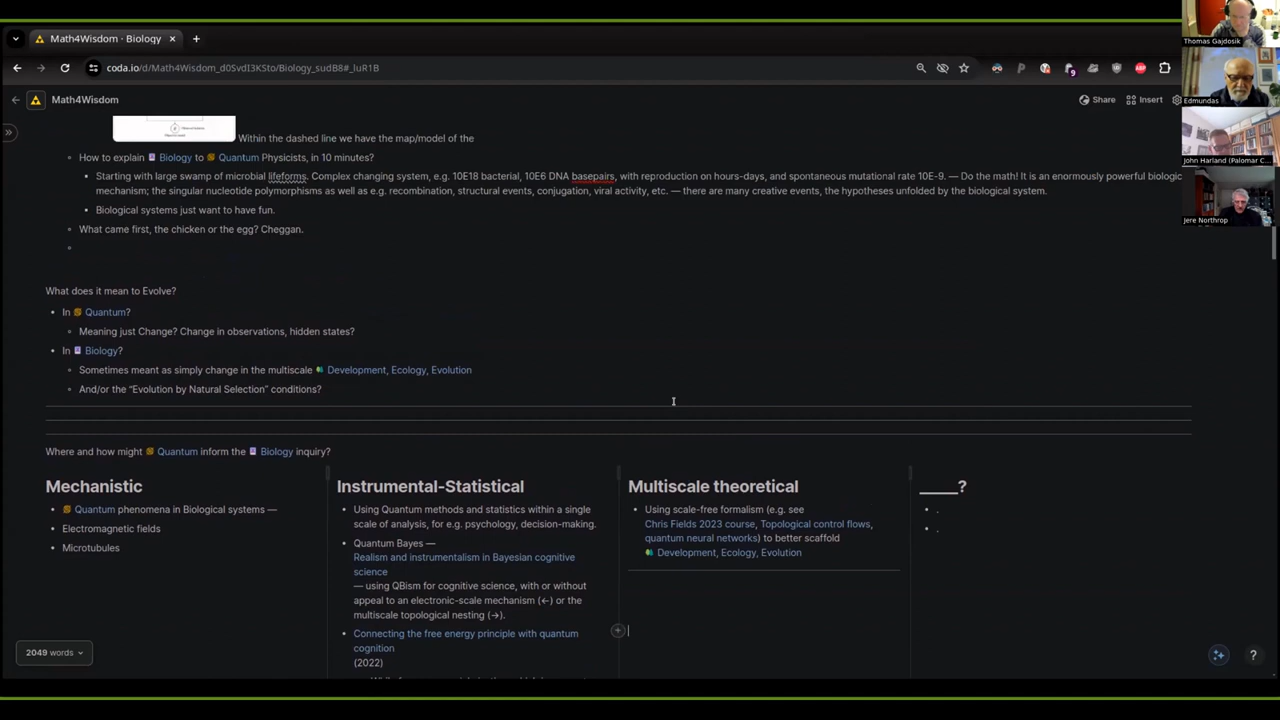 Math4Wisdom · Biology
coda.io/d/Math4Wisdom_d0SvdI3KSto/Biology_sudB8#_luR1B
9
ABP
Math4Wisdom
Share
Insert
Thomas Gajdosik
Edmundas
John Harland (Palomar C...
Jere Northrop
Within the dashed line we have the map/model of the
How to explain Biology to Quantum Physicists, in 10 minutes?
Starting with large swamp of microbial lifeforms. Complex changing system, e.g. 10E18 bacterial, 10E6 DNA basepairs, with reproduction on hours-days, and spontaneous mutational rate 10E-9. — Do the math! It is an enormously powerful biologic
mechanism; the singular nucleotide polymorphisms as well as e.g. recombination, structural events, conjugation, viral activity, etc. — there are many creative events, the hypotheses unfolded by the biological system.
Biological systems just want to have fun.
What came first, the chicken or the egg? Cheggan.
What does it mean to Evolve?
In Quantum?
Meaning just Change? Change in observations, hidden states?
In Biology?
Sometimes meant as simply change in the multiscale Development, Ecology, Evolution
And/or the “Evolution by Natural Selection” conditions?
Where and how might Quantum inform the Biology inquiry?
Mechanistic
Quantum phenomena in Biological systems —
Electromagnetic fields
Microtubules
Instrumental-Statistical
Using Quantum methods and statistics within a single
scale of analysis, for e.g. psychology, decision-making.
Quantum Bayes —
Realism and instrumentalism in Bayesian cognitive
science
— using QBism for cognitive science, with or without
appeal to an electronic-scale mechanism (←) or the
multiscale topological nesting (→).
Connecting the free energy principle with quantum
cognition
(2022)
Multiscale theoretical
Using scale-free formalism (e.g. see
Chris Fields 2023 course, Topological control flows,
quantum neural networks) to better scaffold
Development, Ecology, Evolution
_____?
.
.
2049 words
?